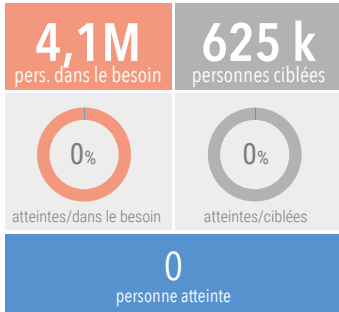 4,1M
pers. dans le besoin
625 k
personnes ciblées
0%
atteintes/dans le besoin
0%
atteintes/ciblées
0
personne atteinte